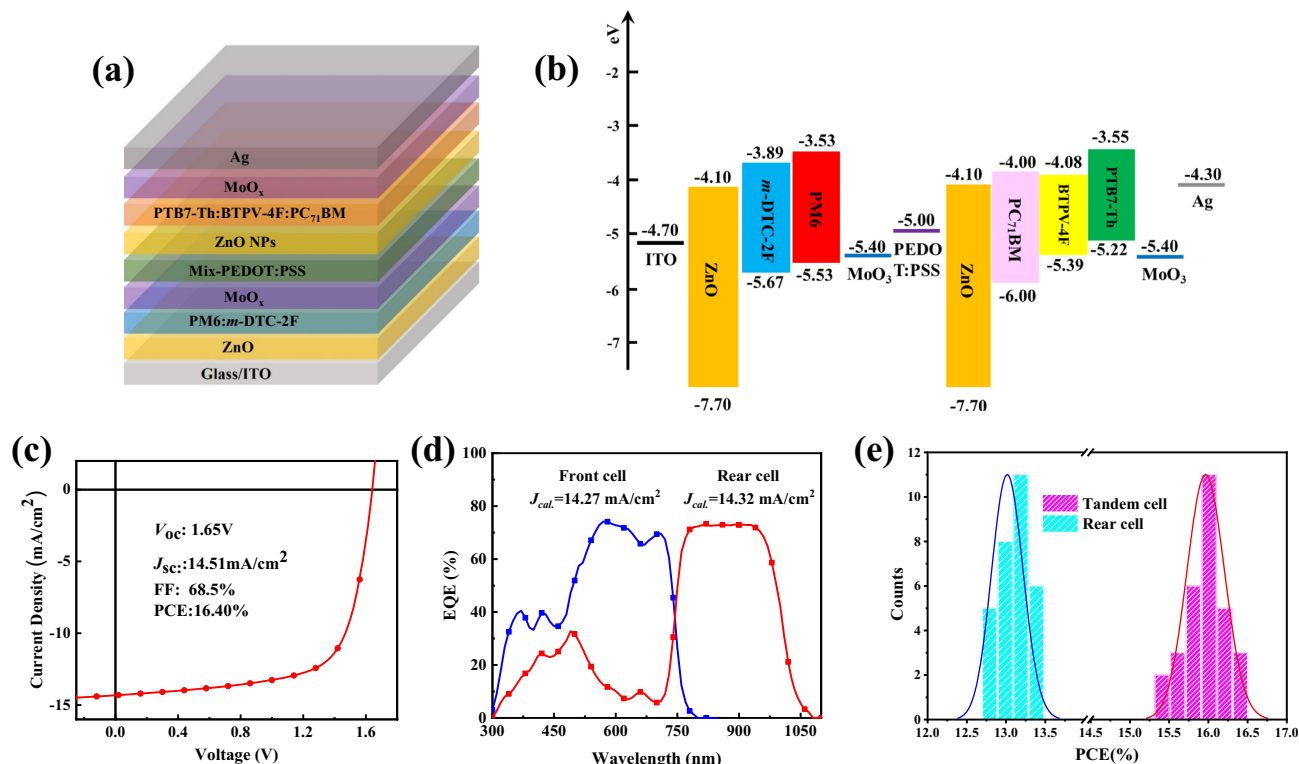 (a)
Ag
MoOₓ
PTB7-Th:BTPV-4F:PC₇₁BM
ZnO NPs
Mix-PEDOT:PSS
MoOₓ
PM6:m-DTC-2F
ZnO
Glass/ITO
(b)
eV
-2
-4
-5
-6
-7
-4.70
ITO
-4.10
ZnO
-7.70
-3.89
m-DTC-2F
-5.67
-3.53
PM6
-5.53
-5.40
MoO₃
-5.00
PEDO
T:PSS
-4.10
ZnO
-7.70
-4.00
PC₇₁BM
-6.00
-4.08
BTPV-4F
-5.39
-3.55
PTB7-Th
-5.22
-5.40
MoO₃
-4.30
Ag
(c)
Current Density (mA/cm²)
0
-5
-10
-15
V_OC: 1.65V
J_SC:14.51mA/cm²
FF: 68.5%
PCE:16.40%
0.0 0.4 0.8 1.2 1.6
Voltage (V)
(d)
EQE (%)
100
80
60
40
20
0
Front cell
J_cal.=14.27 mA/cm²
Rear cell
J_cal.=14.32 mA/cm²
300 450 600 750 900 1050
Wavelength (nm)
(e)
Counts
12
10
8
6
4
2
0
Tandem cell
Rear cell
12.0 12.5 13.0 13.5 14.5 15.0 15.5 16.0 16.5 17.0
PCE(%)